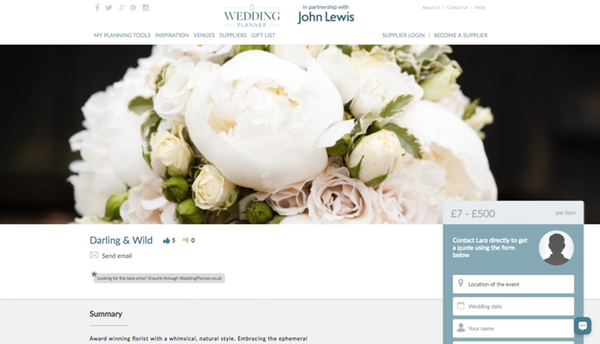 WEDDING
PLANNER
In partnership with
John Lewis
About Us | Contact Us | FAQs
MY PLANNING TOOLS INSPIRATION VENUES SUPPLIERS GIFT LIST
SUPPLIER LOGIN | BECOME A SUPPLIER
Darling & Wild 5 0
Send email
Looking for the best price? Enquire through WeddingPlanner.co.uk
Summary
Award winning florist with a whimsical, natural style. Embracing the ephemeral
£7 - £500 per item
Contact Lara directly to get
a quote using the form
below
Location of the event
Wedding date
Your name